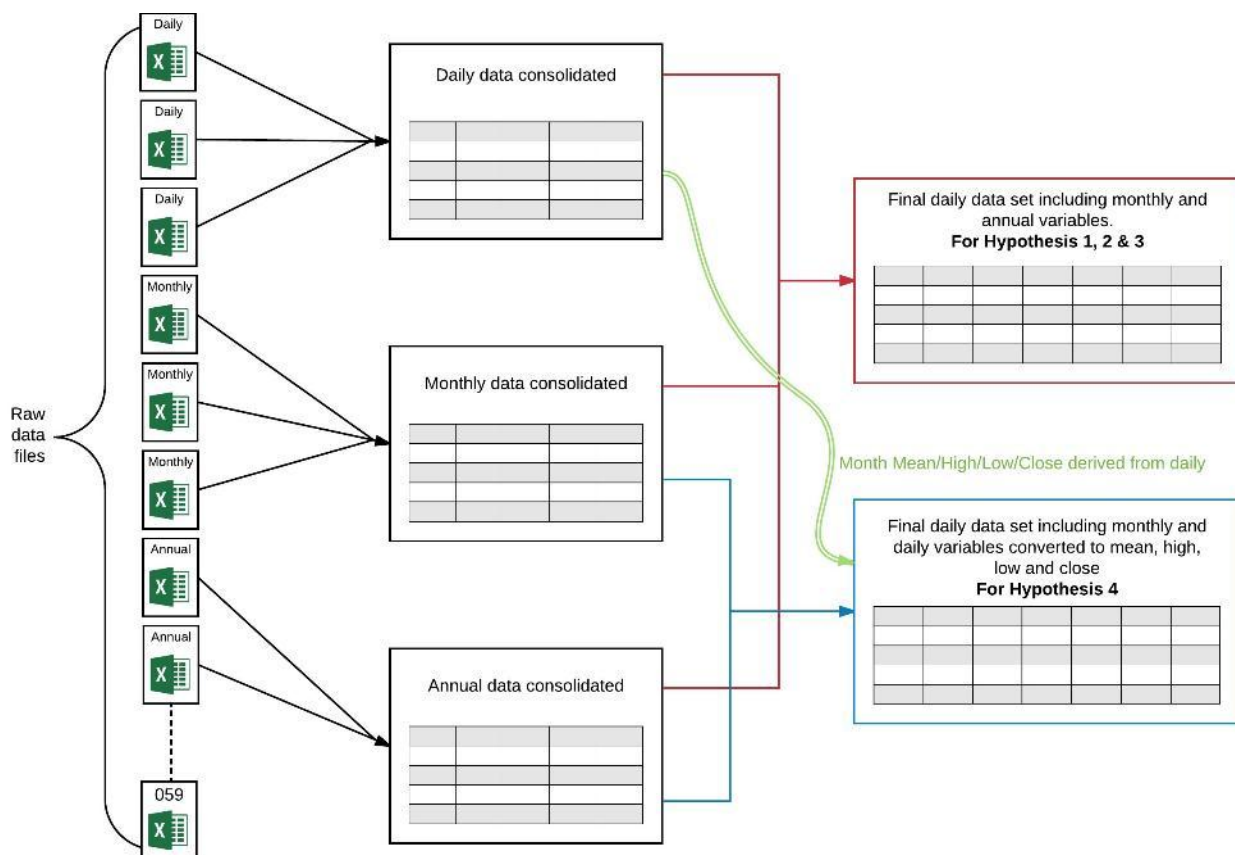 Daily
X
Daily
X
Daily
X
Monthly
X
Monthly
X
Monthly
X
Annual
X
Annual
X
059
X
Raw
data
files
Daily data consolidated
Monthly data consolidated
Annual data consolidated
Final daily data set including monthly and
annual variables.
For Hypothesis 1, 2 & 3
Month Mean/High/Low/Close derived from daily
Final daily data set including monthly and
daily variables converted to mean, high,
low and close
For Hypothesis 4